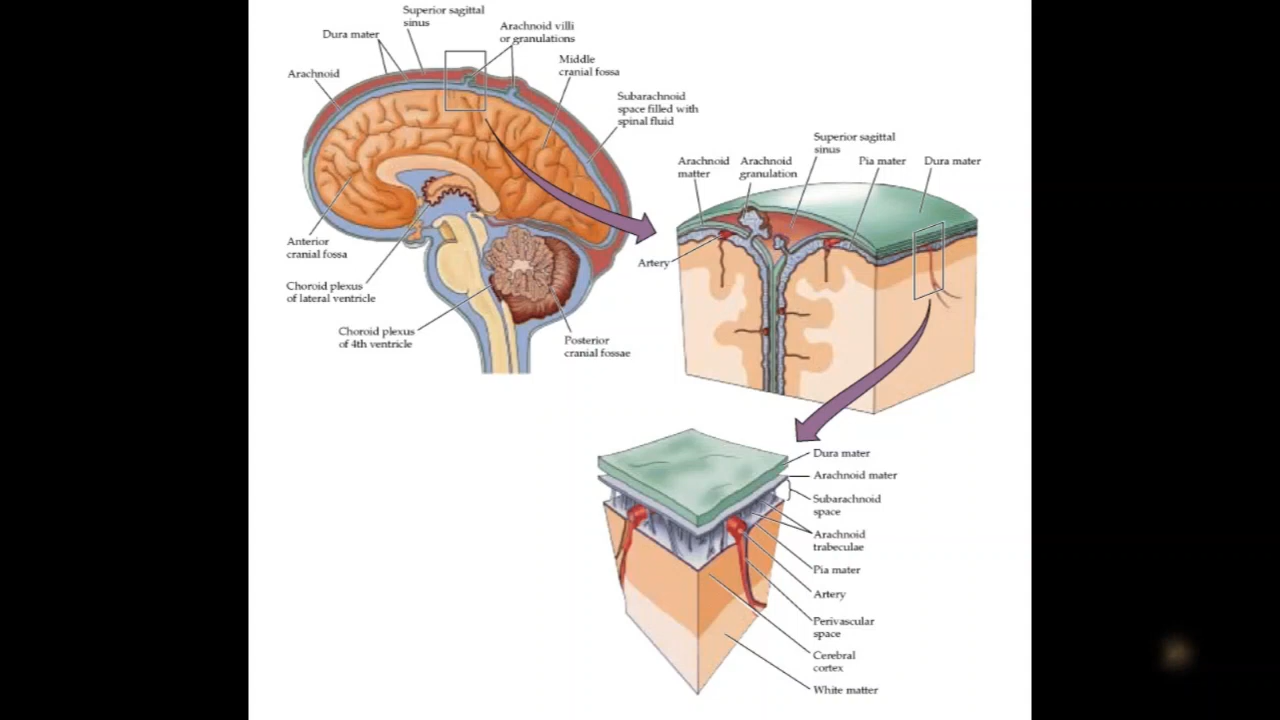 Superior sagittal
sinus
Dura mater
Arachnoid villi
or granulations
Arachnoid
Middle
cranial fossa
Subarachnoid
space filled with
spinal fluid
Anterior
cranial fossa
Choroid plexus
of lateral ventricle
Choroid plexus
of 4th ventricle
Posterior
cranial fossae
Superior sagittal
sinus
Arachnoid
matter
Arachnoid
granulation
Pia mater
Dura mater
Artery
Dura mater
Arachnoid mater
Subarachnoid
space
Arachnoid
trabeculae
Pia mater
Artery
Perivascular
space
Cerebral
cortex
White matter